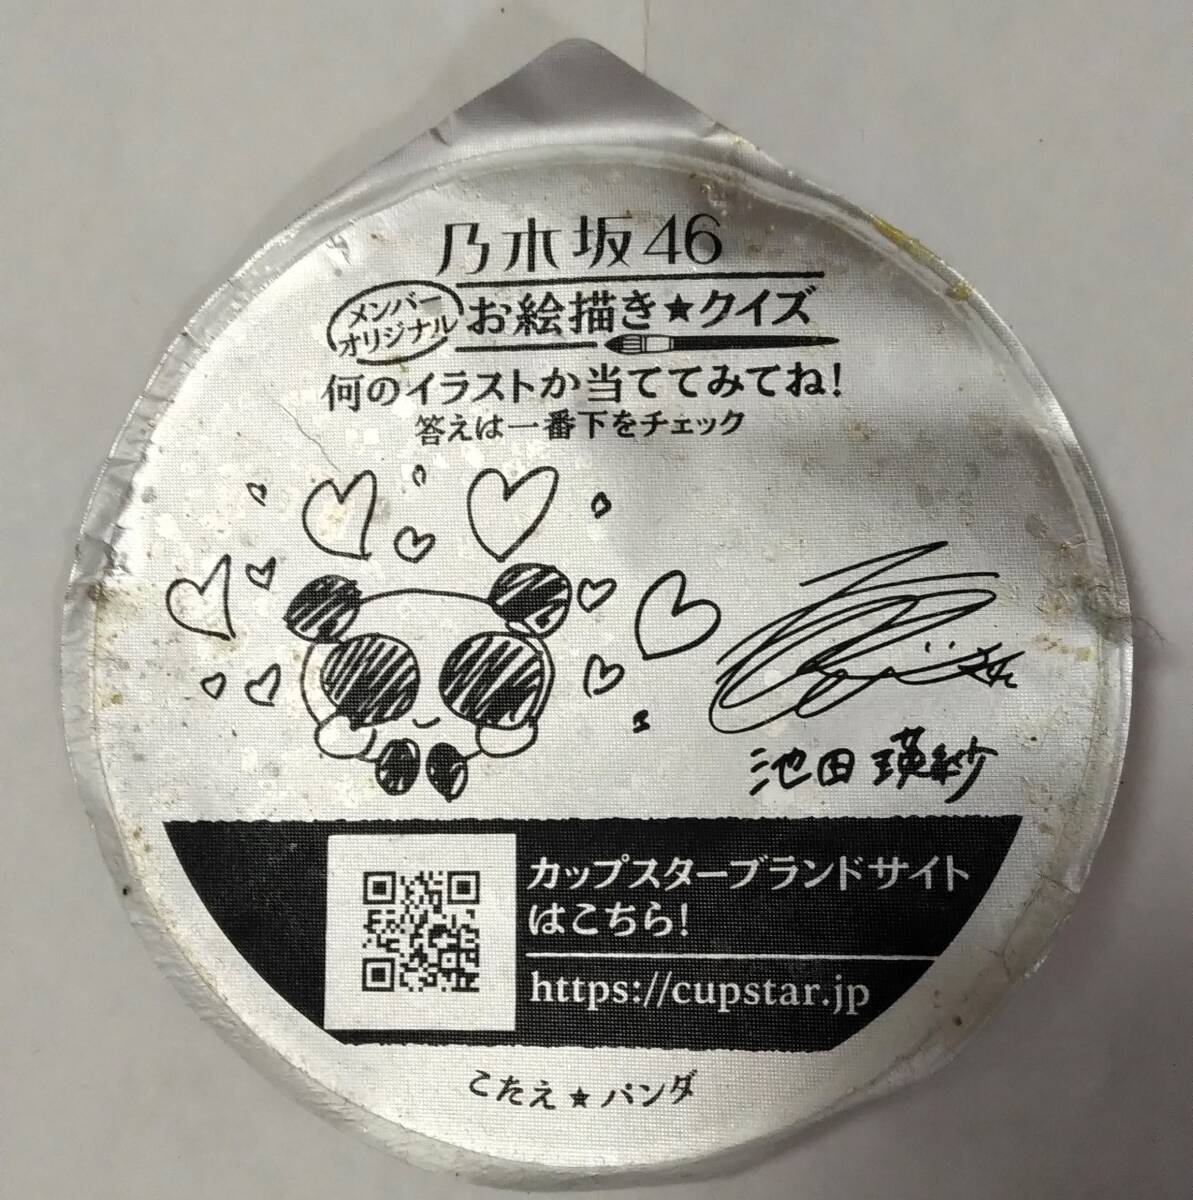 乃木坂46
メンバー
オリジナル
お絵描き★クイズ
何のイラストか当ててみてね!
答えは一番下をチェック
池田瑛紗
カップスターブランドサイト
はこちら!
https://cupstar.jp
こたえ★パンダ